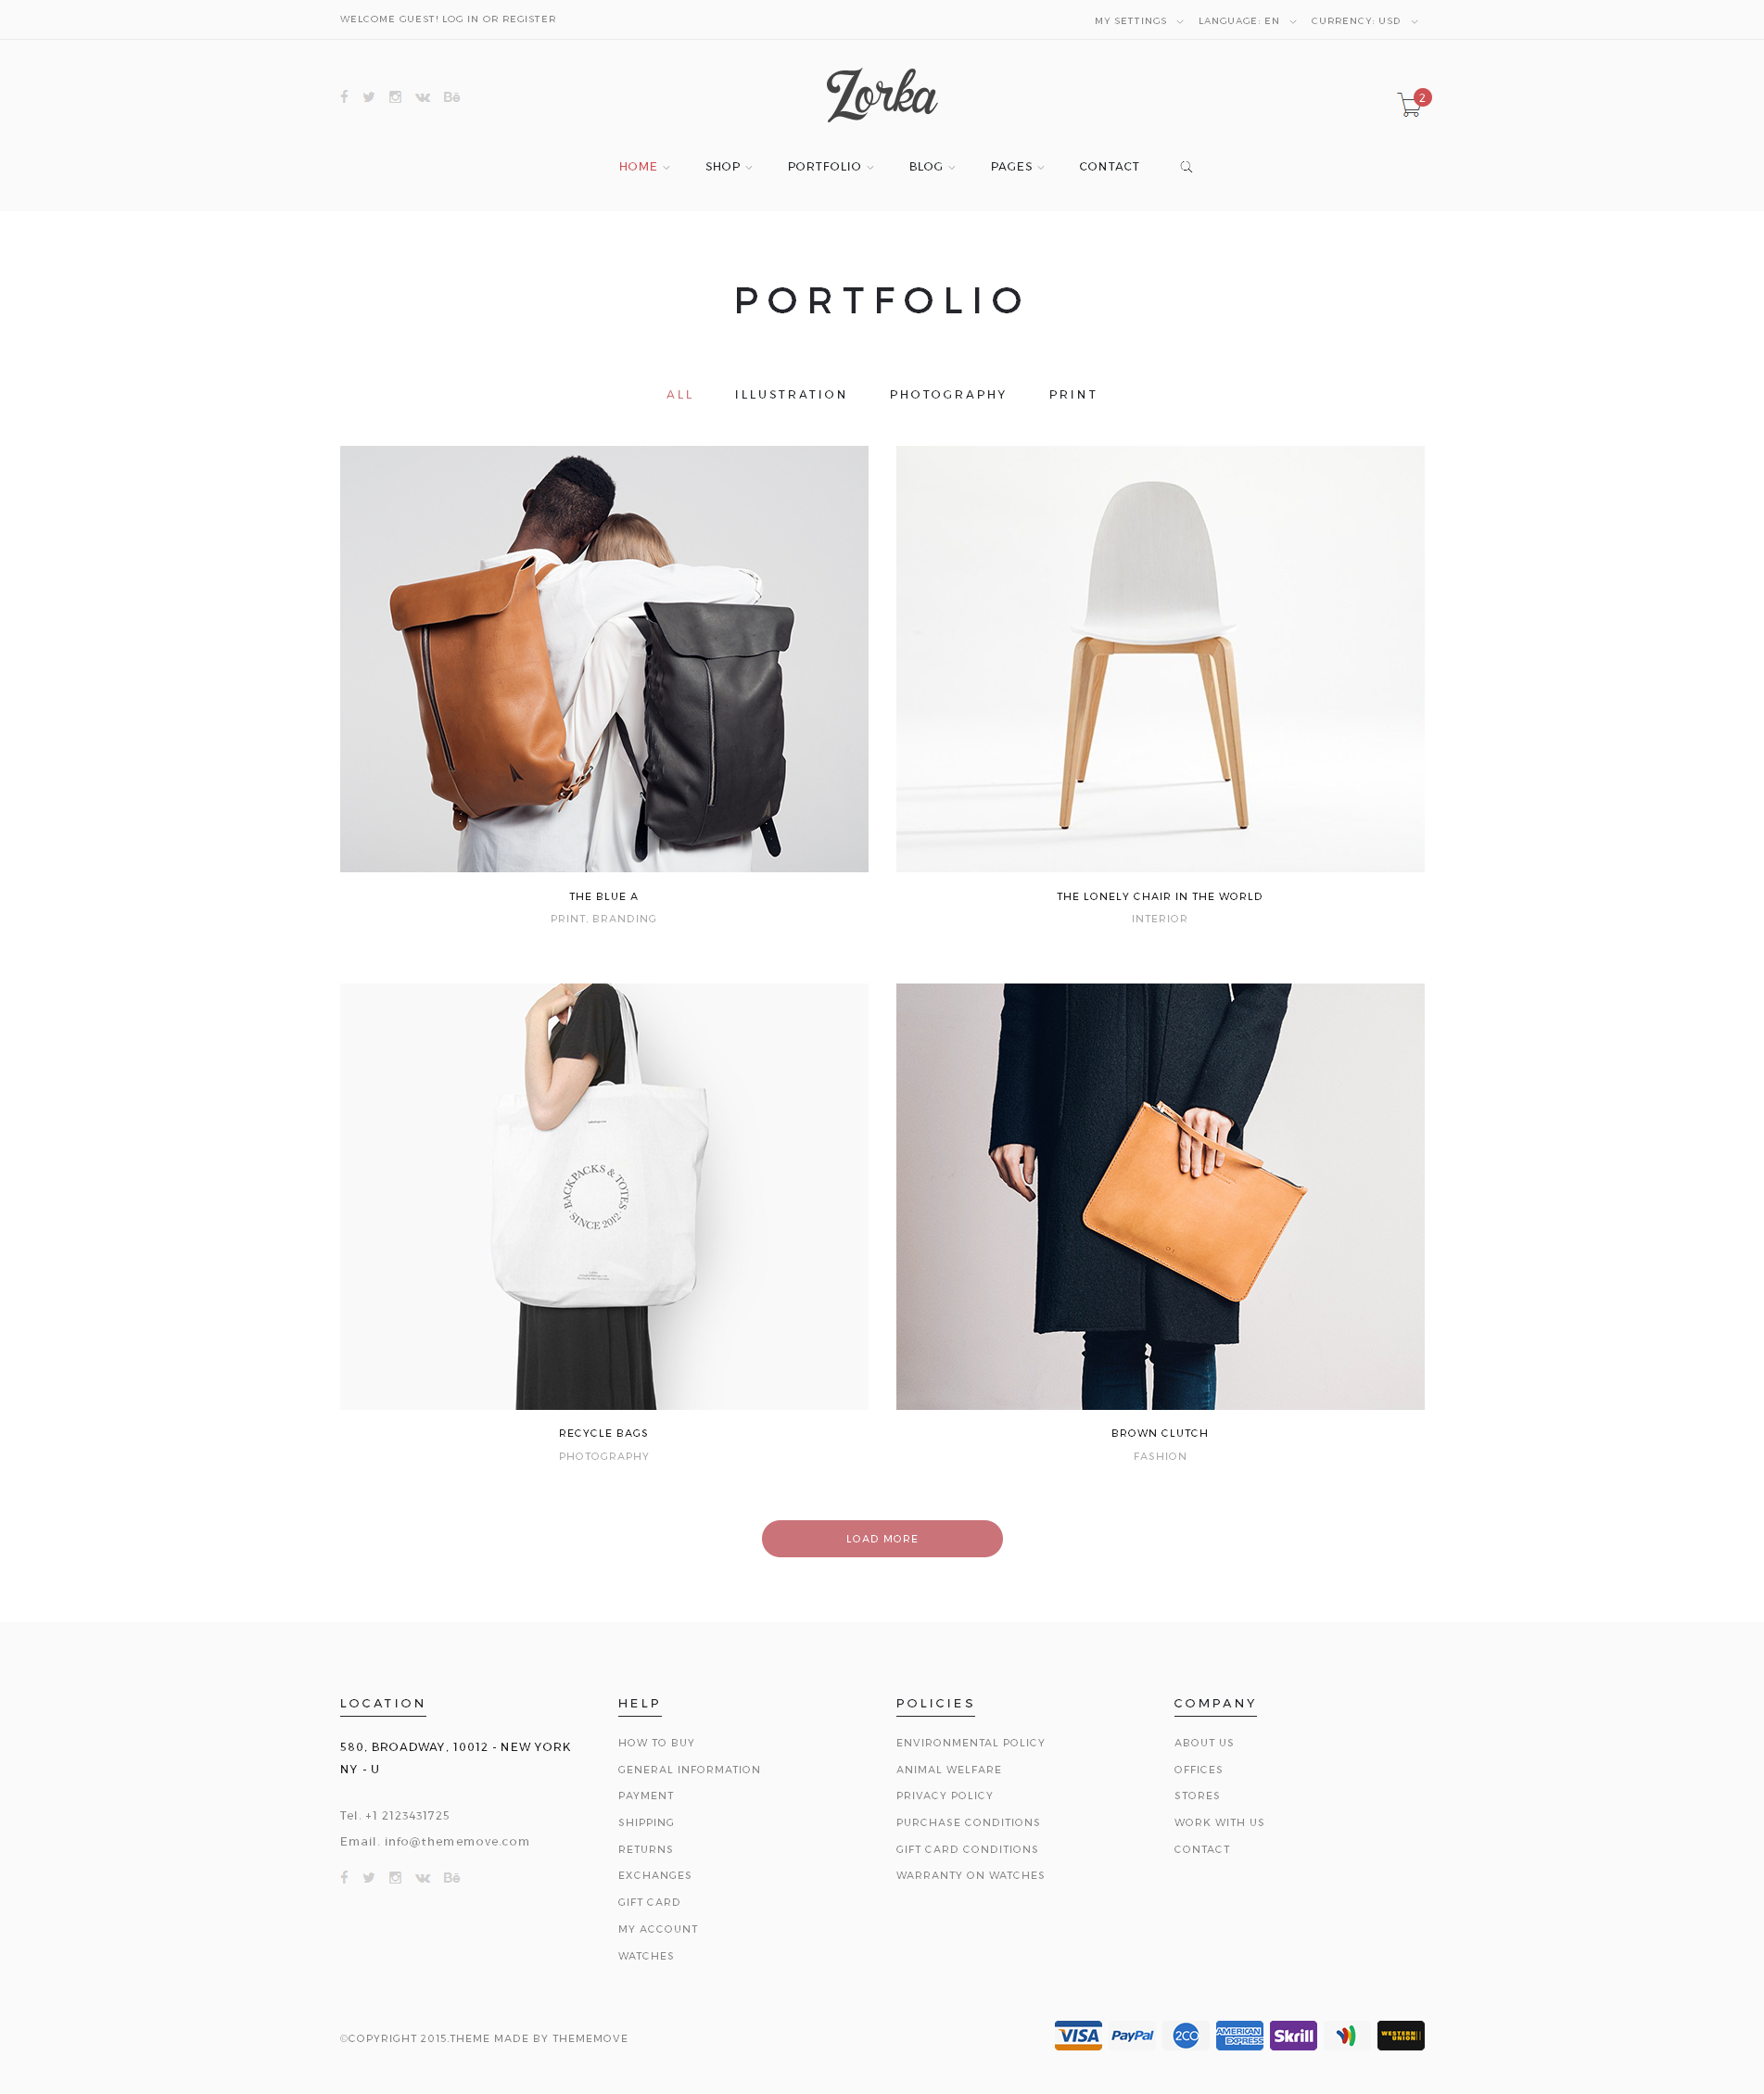 WELCOME GUEST! LOG IN OR REGISTER
MY SETTINGS LANGUAGE: EN CURRENCY: USD
Zorka
2
HOME SHOP PORTFOLIO BLOG PAGES CONTACT
PORTFOLIO
ALL ILLUSTRATION PHOTOGRAPHY PRINT
THE BLUE A
PRINT, BRANDING
THE LONELY CHAIR IN THE WORLD
INTERIOR
BACKPACKS & TOTES · SINCE 2012 ·
RECYCLE BAGS
PHOTOGRAPHY
BROWN CLUTCH
FASHION
LOAD MORE
LOCATION
580, BROADWAY, 10012 - NEW YORK
NY - U
Tel. +1 2123431725
Email. info@thememove.com
Bē
HELP
HOW TO BUY
GENERAL INFORMATION
PAYMENT
SHIPPING
RETURNS
EXCHANGES
GIFT CARD
MY ACCOUNT
WATCHES
POLICIES
ENVIRONMENTAL POLICY
ANIMAL WELFARE
PRIVACY POLICY
PURCHASE CONDITIONS
GIFT CARD CONDITIONS
WARRANTY ON WATCHES
COMPANY
ABOUT US
OFFICES
STORES
WORK WITH US
CONTACT
©COPYRIGHT 2015.THEME MADE BY THEMEMOVE
VISA PayPal 2CO AMERICAN EXPRESS Skrill WESTERN UNION